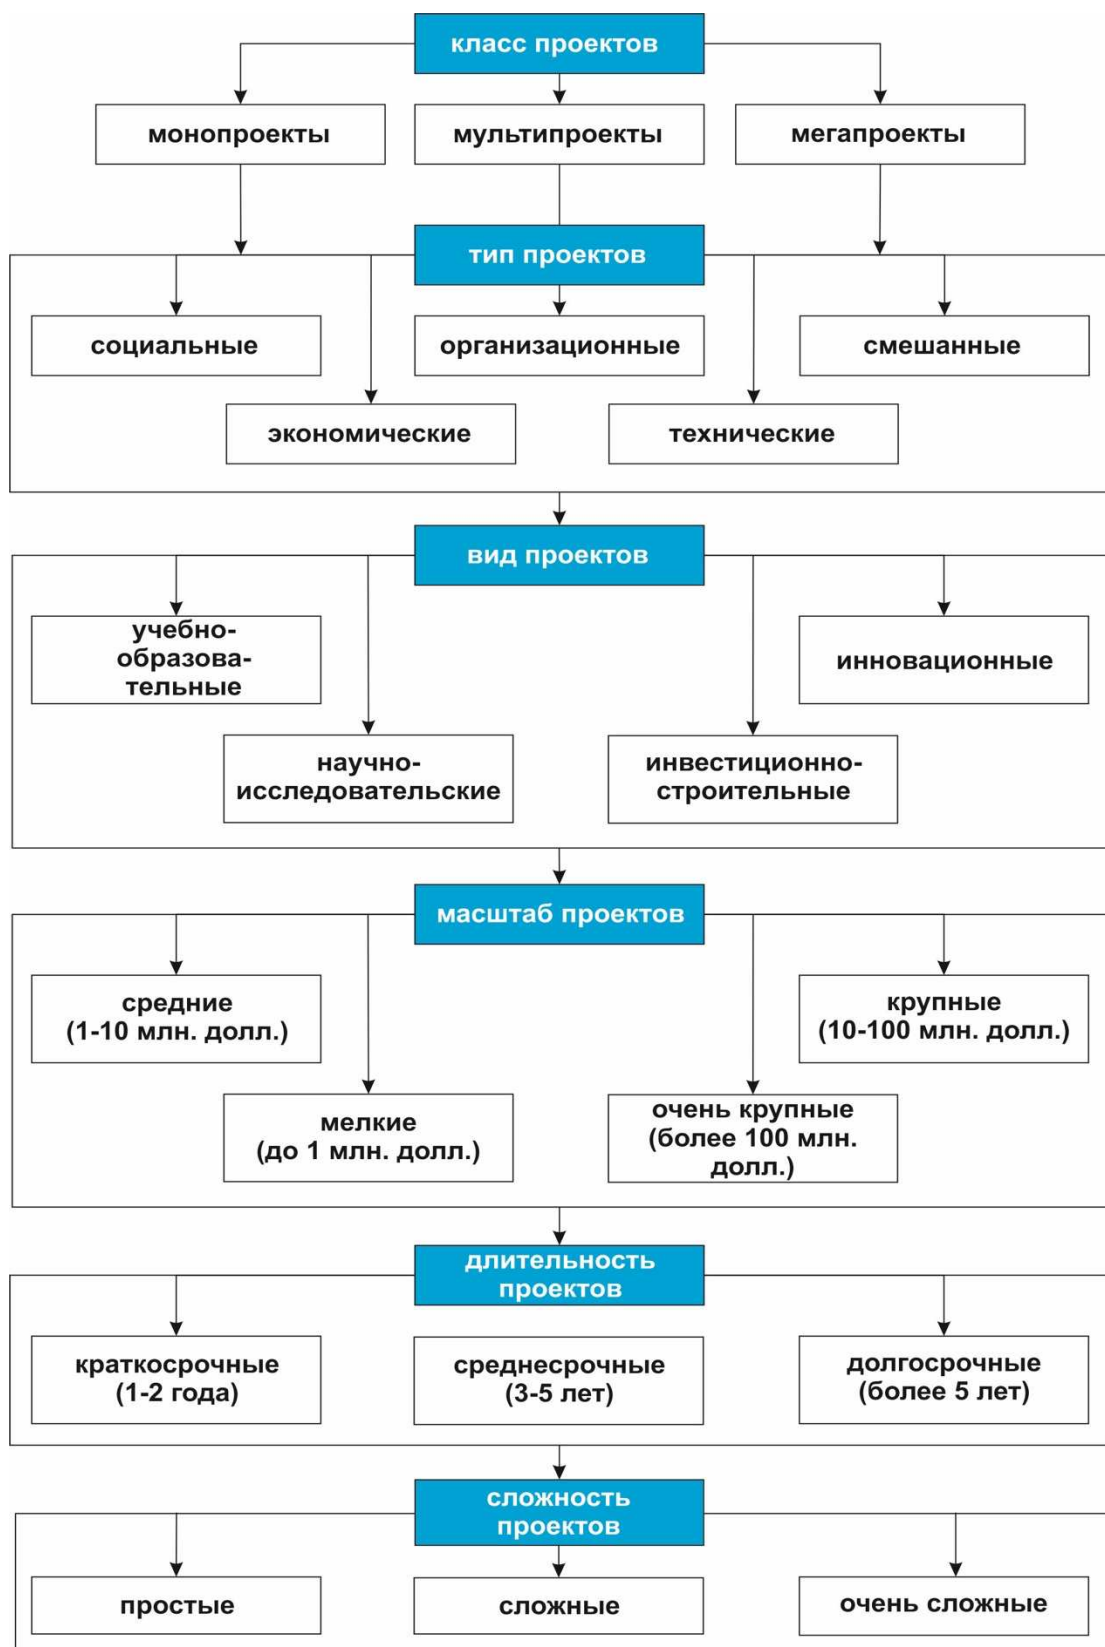 класс проектов
монопроекты
мультипроекты
мегапроекты
тип проектов
социальные
организационные
смешанные
экономические
технические
вид проектов
учебно-
образова-
тельные
инновационные
научно-
исследовательские
инвестиционно-
строительные
масштаб проектов
средние
(1-10 млн. долл.)
крупные
(10-100 млн. долл.)
мелкие
(до 1 млн. долл.)
очень крупные
(более 100 млн.
долл.)
длительность
проектов
краткосрочные
(1-2 года)
среднесрочные
(3-5 лет)
долгосрочные
(более 5 лет)
сложность
проектов
простые
сложные
очень сложные